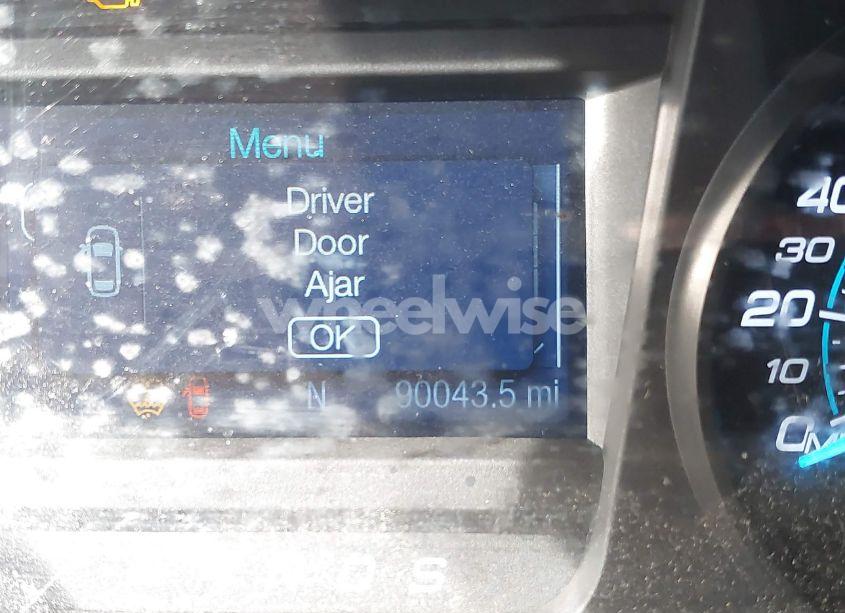 Menu
Driver
Door
Ajar
wheelwise
OK
N 90043.5 mi
40
30
20
10
0
D S